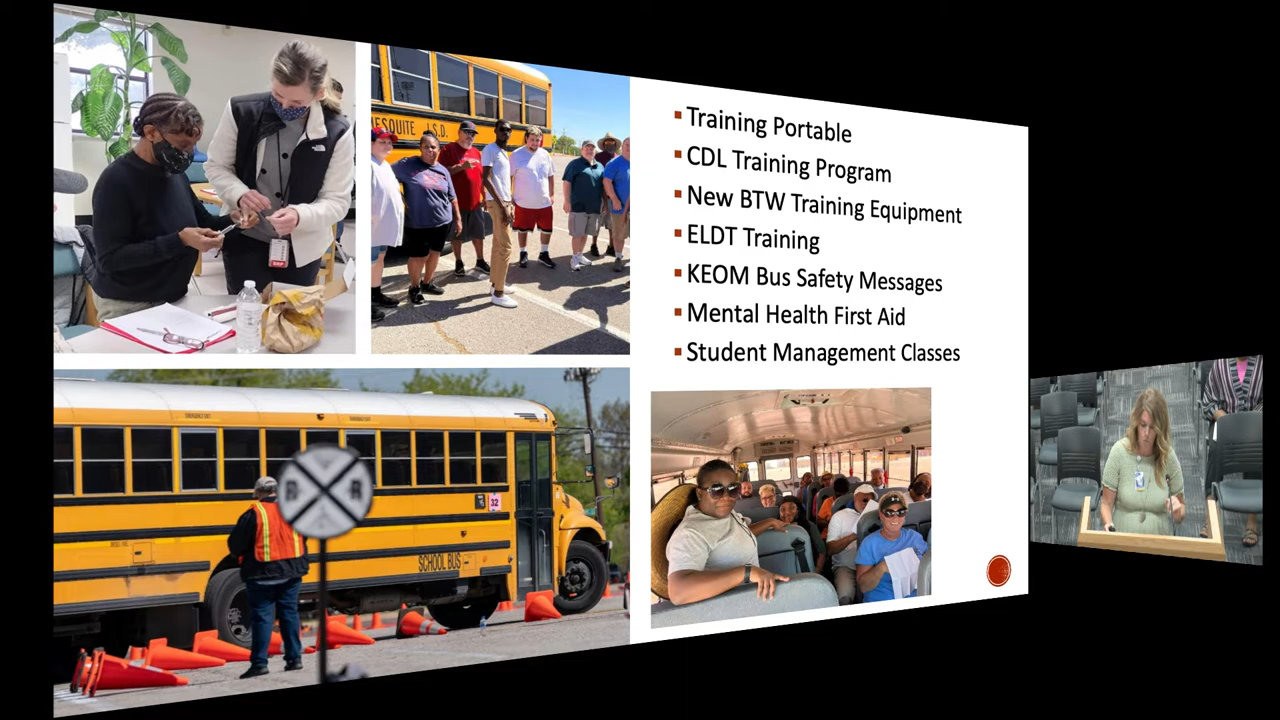 MESQUITE I.S.D.
Training Portable
CDL Training Program
New BTW Training Equipment
ELDT Training
KEOM Bus Safety Messages
Mental Health First Aid
Student Management Classes
32
SCHOOL BUS
R R